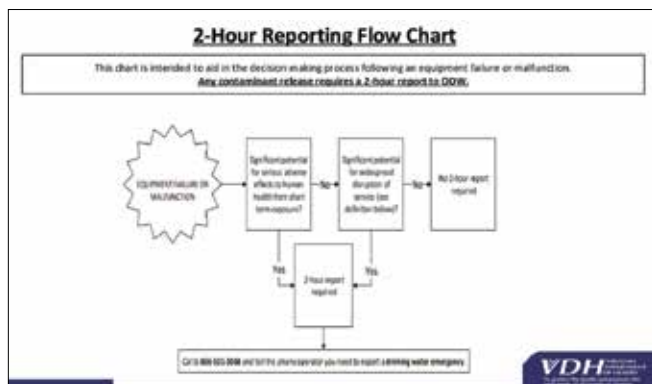 2-Hour Reporting Flow Chart
This chart is intended to aid in the decision making process following an equipment failure or malfunction.
Any contaminant release requires a 2-hour report to ODW.
EQUIPMENT FAILURE OR
MALFUNCTION
Significant potential
for serious adverse
effects to human
health from short
term exposure?
No
Significant potential
for widespread
disruption of
service (see
definition below)?
No
No 2-hour report
required
Yes
Yes
2-hour report
required
and tell the phone operator you need to report a drinking water emergency.
VDH